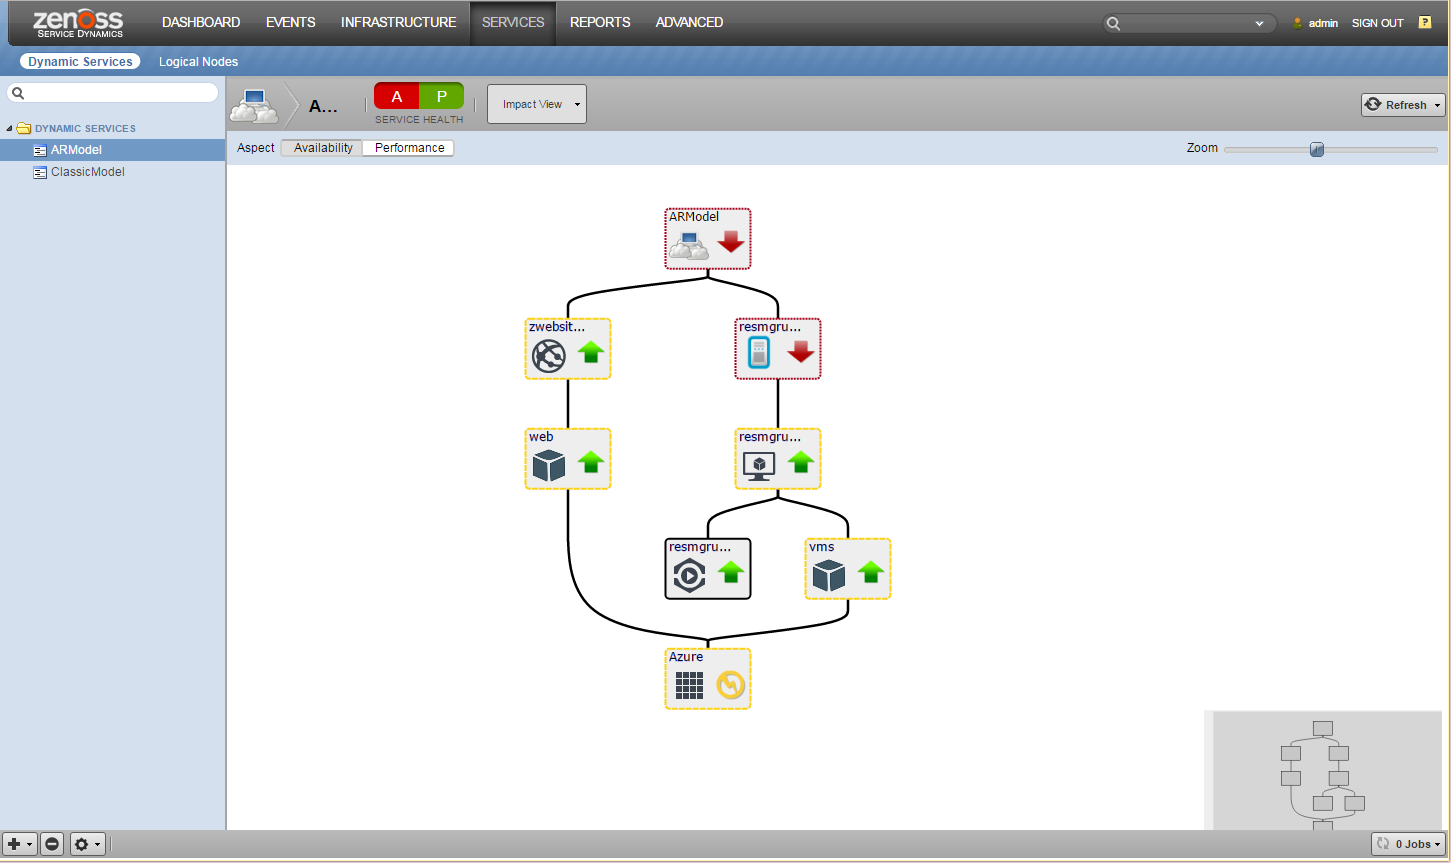 zenoss
SERVICE DYNAMICS
DASHBOARD EVENTS INFRASTRUCTURE SERVICES REPORTS ADVANCED
admin SIGN OUT ?
Dynamic Services Logical Nodes
A...
A P
SERVICE HEALTH
Impact View
Refresh
DYNAMIC SERVICES
ARModel
ClassicModel
Aspect Availability Performance
Zoom
ARModel
zwebsit... resmgru...
web resmgru...
resmgru... vms
Azure
0 Jobs